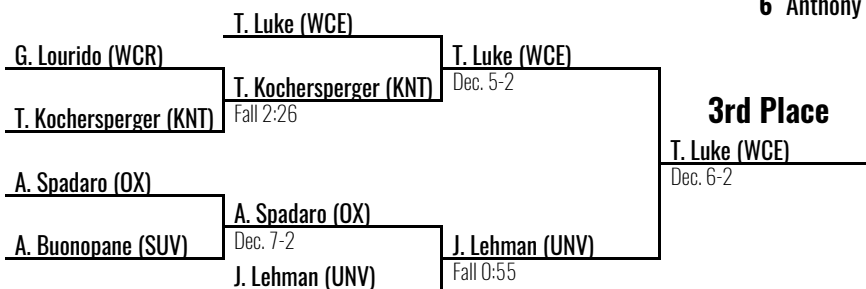 6 Anthony
T. Luke (WCE)
G. Lourido (WCR)
T. Luke (WCE)
T. Kochersperger (KNT)
Dec. 5-2
T. Kochersperger (KNT)
Fall 2:26
3rd Place
T. Luke (WCE)
Dec. 6-2
A. Spadaro (OX)
A. Spadaro (OX)
Dec. 7-2
A. Buonopane (SUV)
J. Lehman (UNV)
J. Lehman (UNV)
Fall 0:55